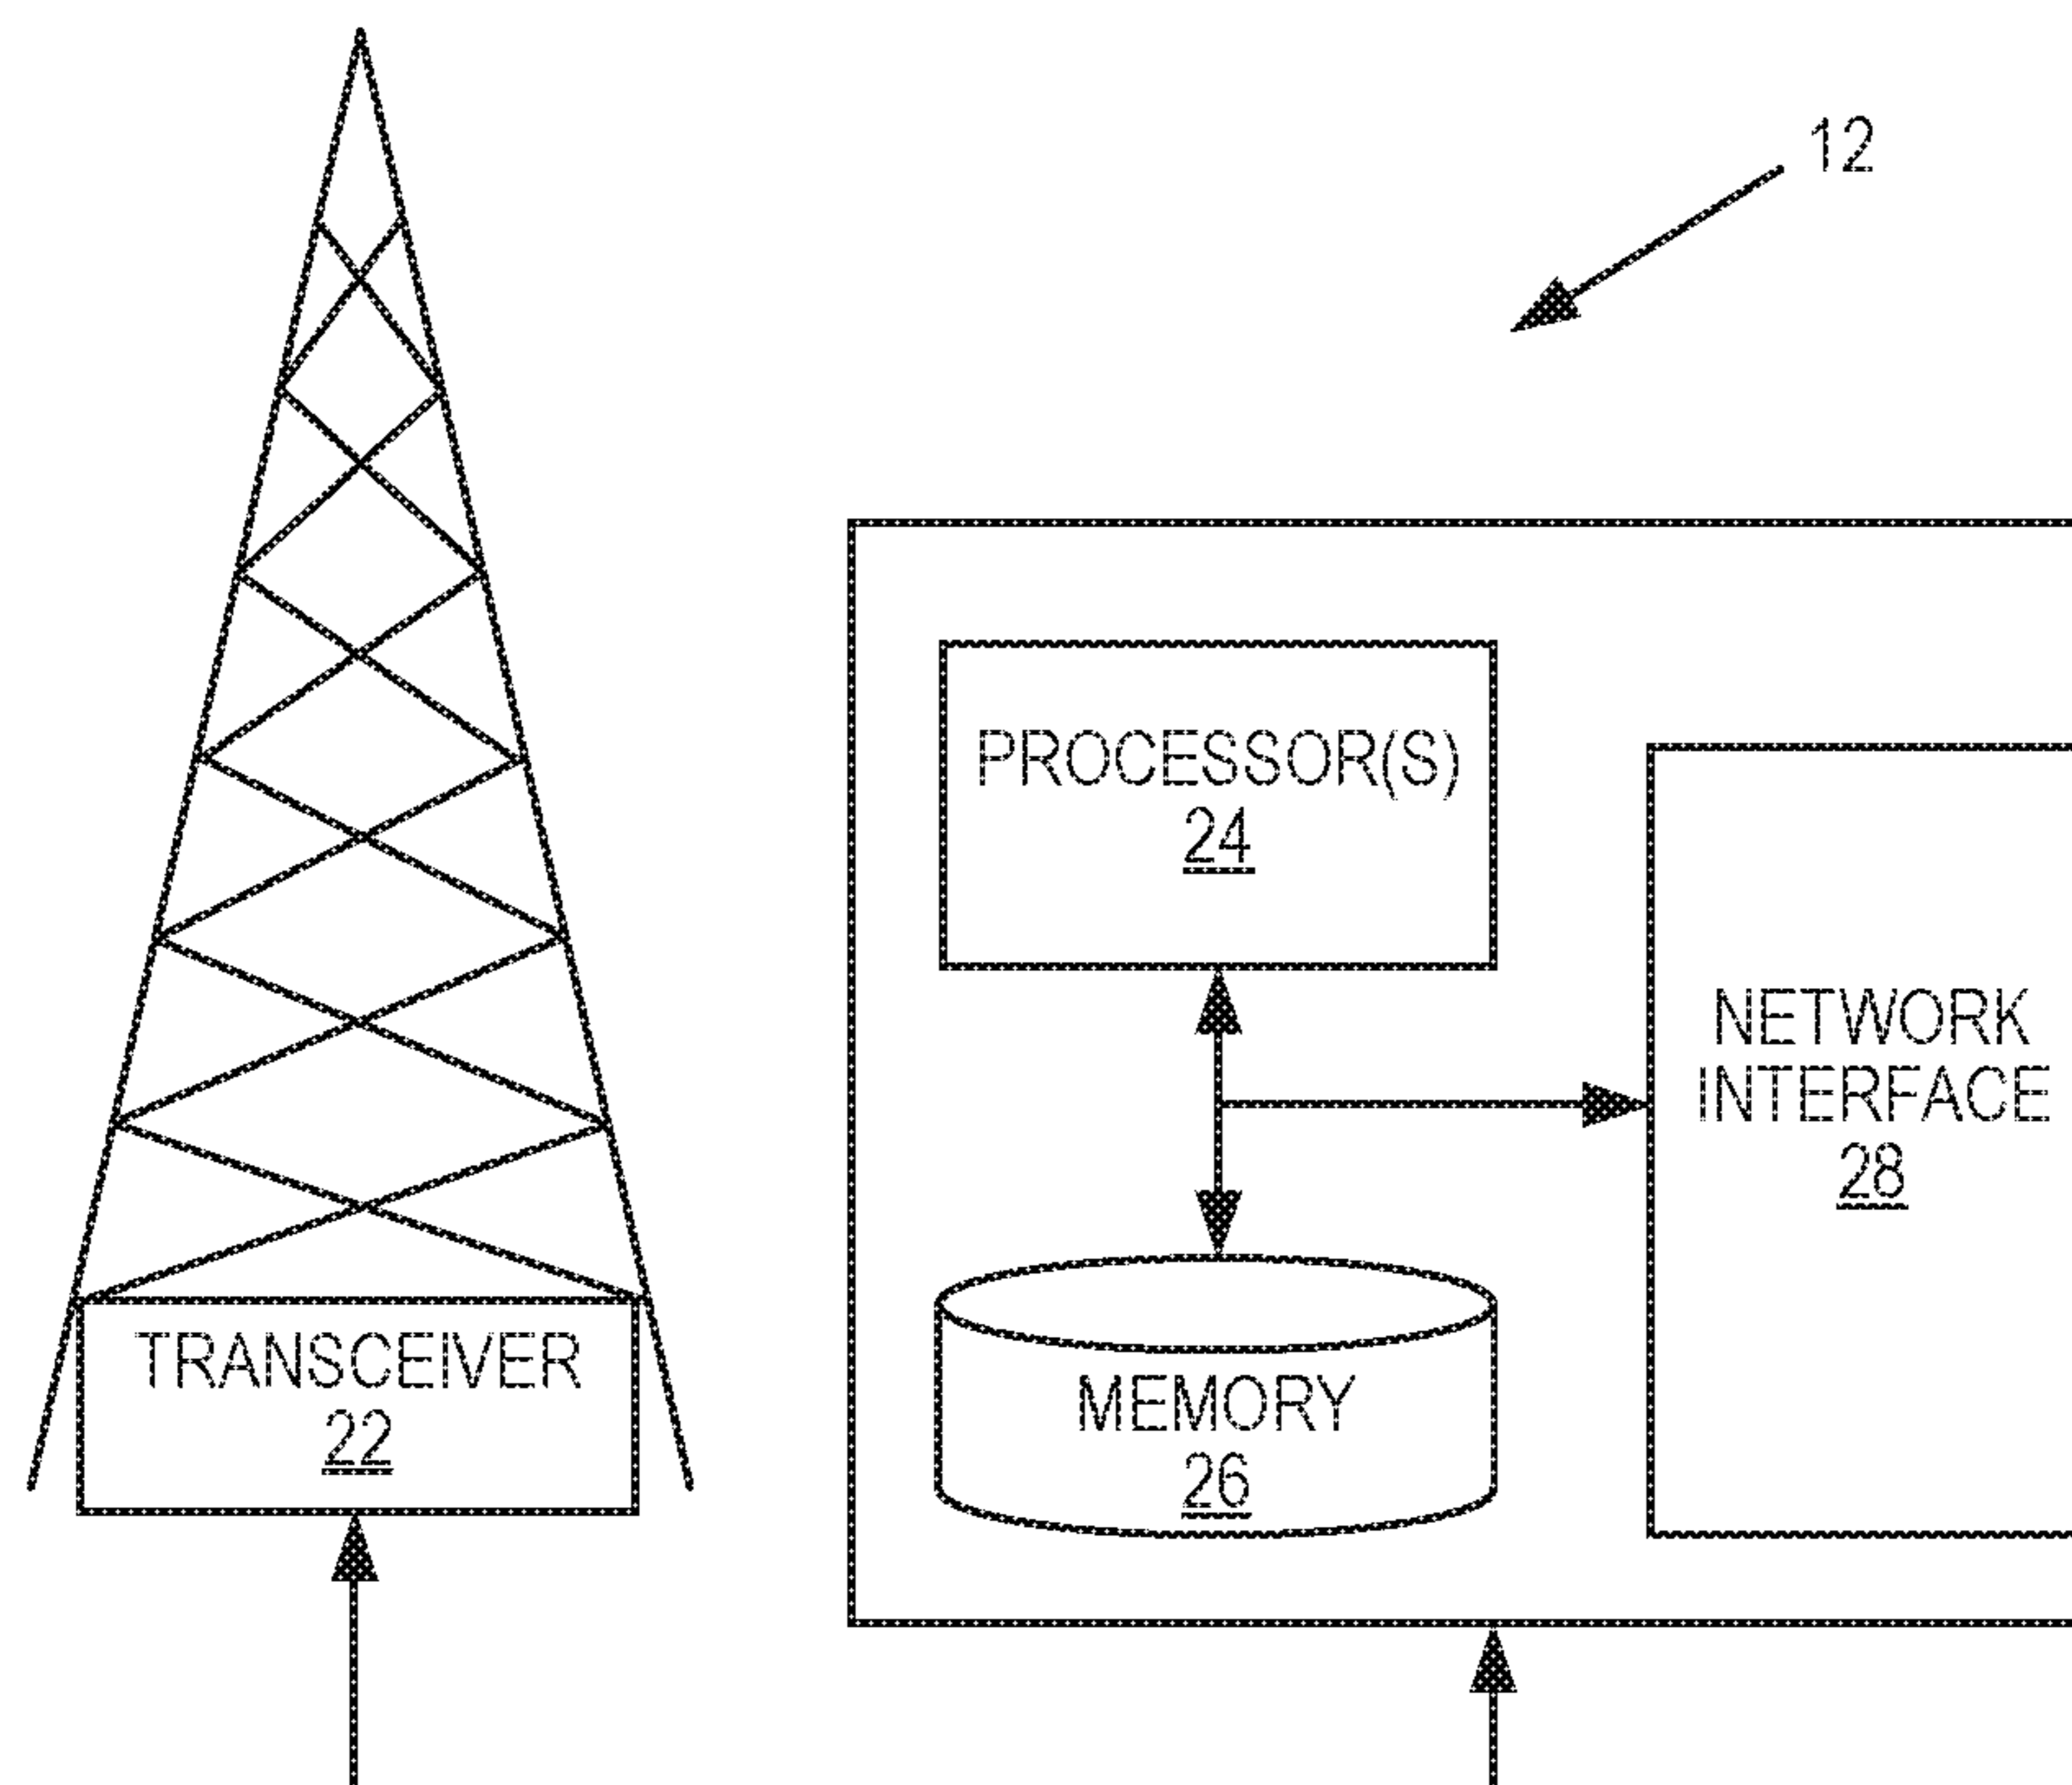 12
PROCESSOR(S)
24
NETWORK
INTERFACE
28
TRANSCEIVER
22
MEMORY
26